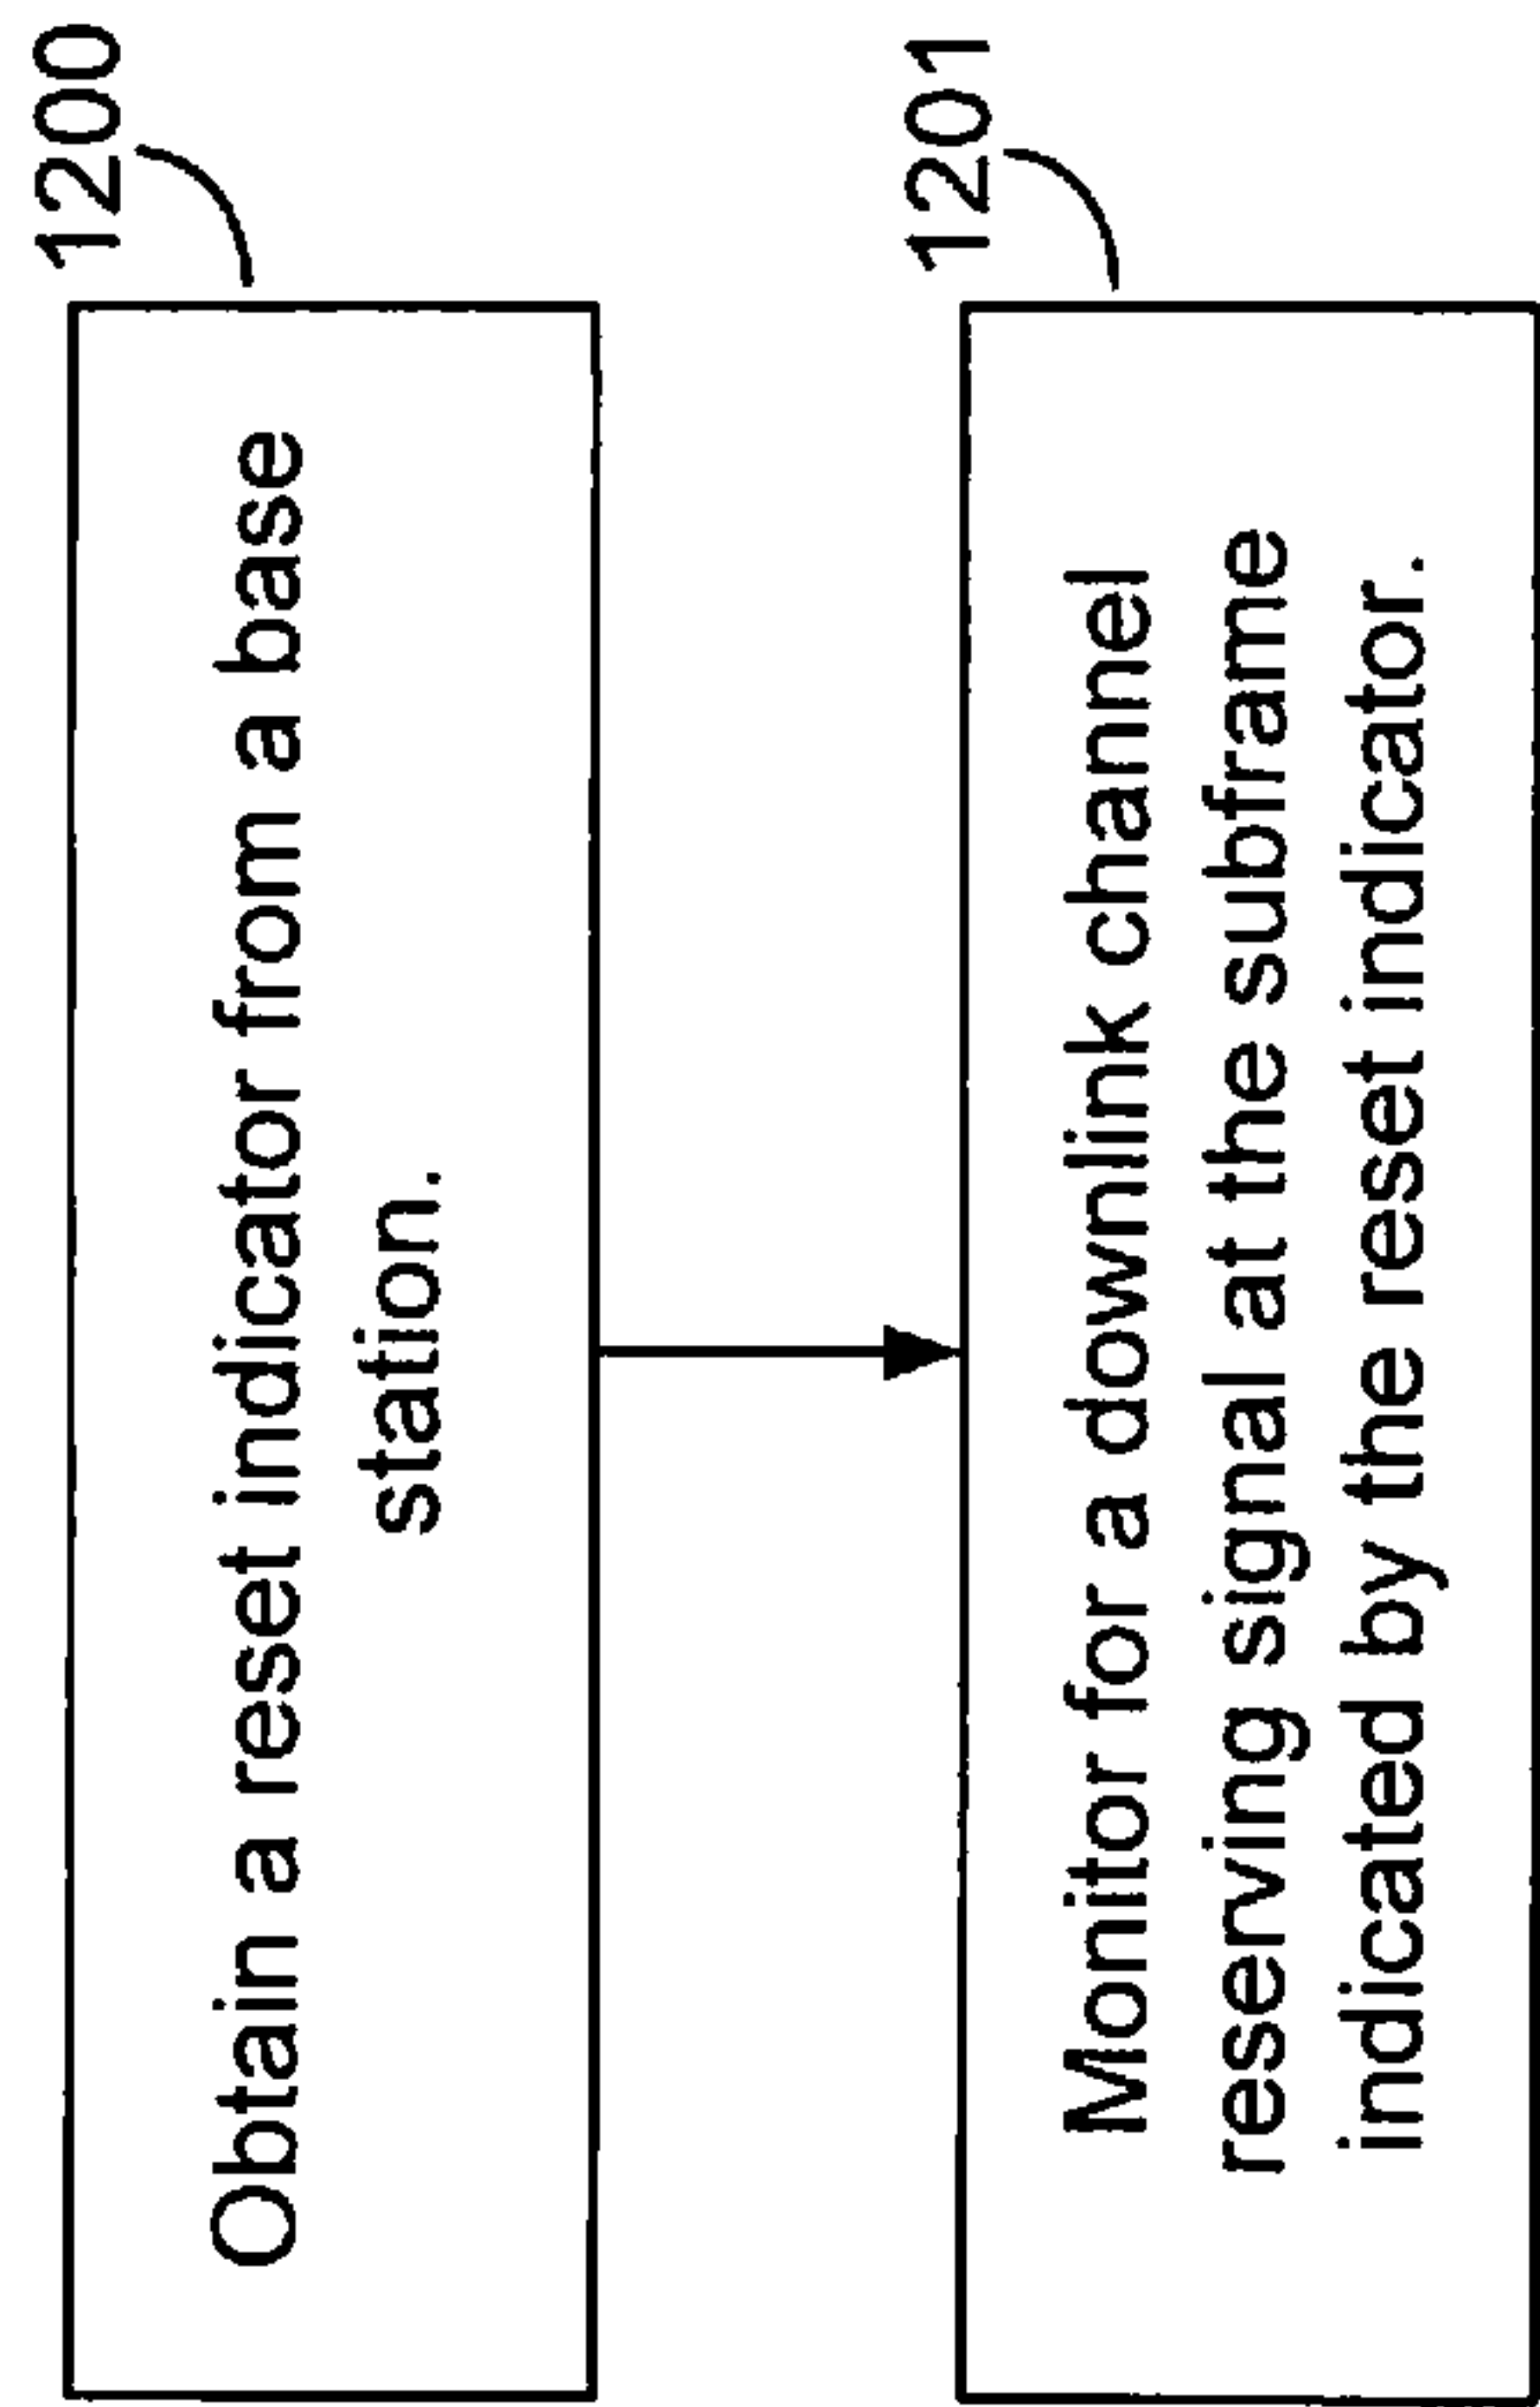 1200
Obtain a reset indicator from a base
station.
1201
Monitor for a downlink channel
reserving signal at the subframe
indicated by the reset indicator.